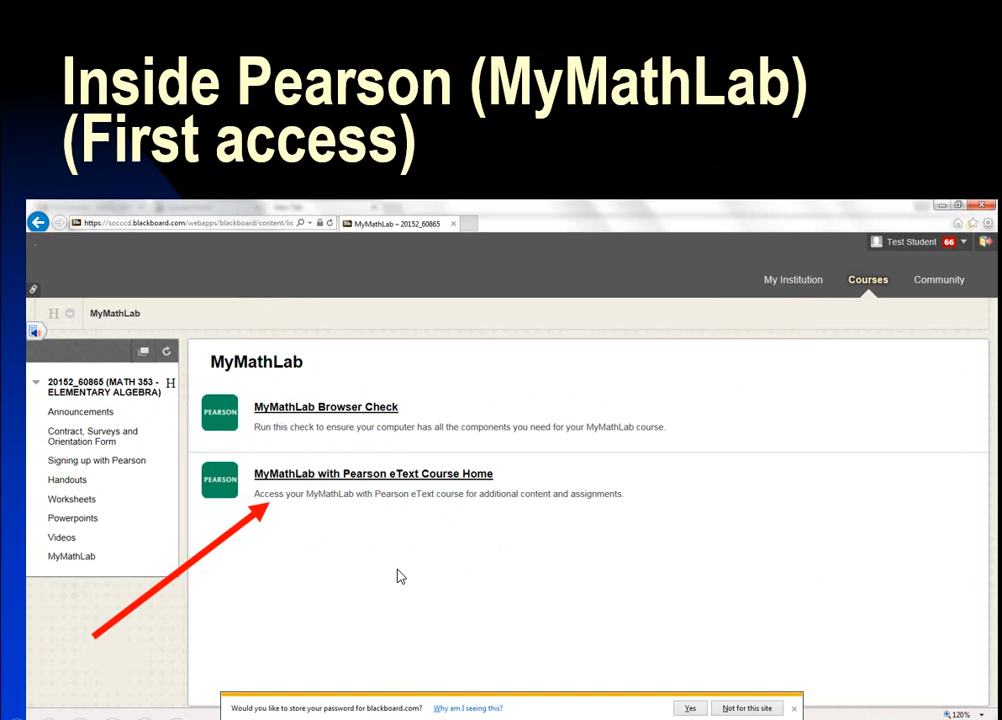 Inside Pearson (MyMathLab)
(First access)
https://socccd.blackboard.com/webapps/blackboard/content/lis
MyMathLab – 20152_60865
Test Student 66
My Institution
Courses
Community
H
MyMathLab
20152_60865 (MATH 353 -
ELEMENTARY ALGEBRA)
H
Announcements
Contract, Surveys and
Orientation Form
Signing up with Pearson
Handouts
Worksheets
Powerpoints
Videos
MyMathLab
MyMathLab
PEARSON
MyMathLab Browser Check
Run this check to ensure your computer has all the components you need for your MyMathLab course.
PEARSON
MyMathLab with Pearson eText Course Home
Access your MyMathLab with Pearson eText course for additional content and assignments.
Would you like to store your password for blackboard.com? Why am I seeing this?
Yes
Not for this site
120%